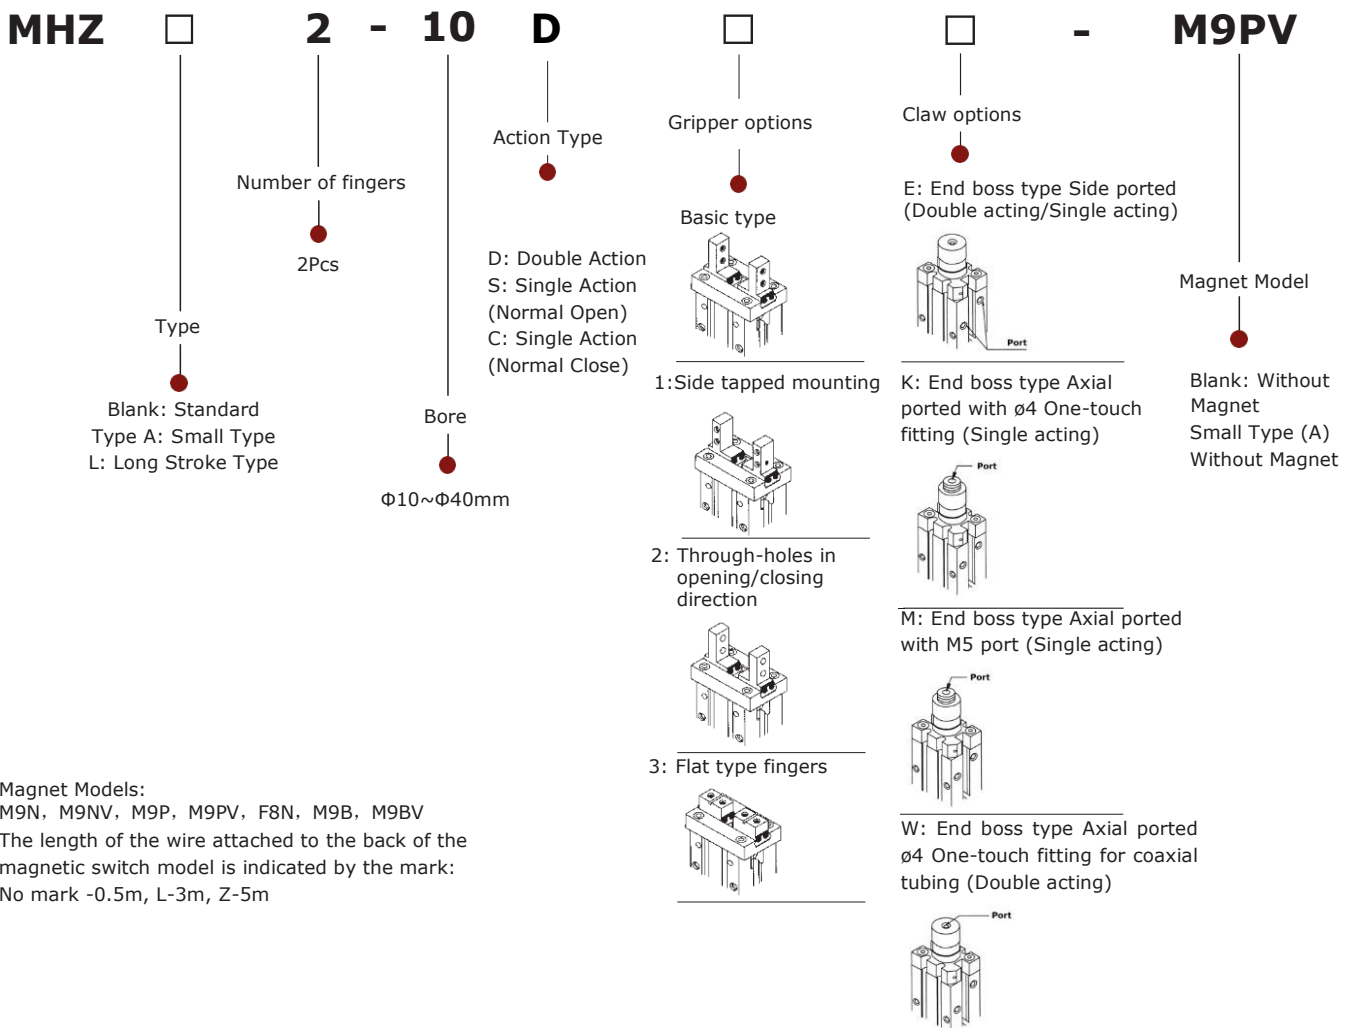 MHZ □ 2 - 10 D □ □ - M9PV
Type
Blank: Standard
Type A: Small Type
L: Long Stroke Type
Number of fingers
2Pcs
Bore
Φ10~Φ40mm
Action Type
D: Double Action
S: Single Action
(Normal Open)
C: Single Action
(Normal Close)
Gripper options
Basic type
1:Side tapped mounting
2: Through-holes in
opening/closing
direction
3: Flat type fingers
Claw options
E: End boss type Side ported
(Double acting/Single acting)
Port
K: End boss type Axial
ported with ø4 One-touch
fitting (Single acting)
Port
M: End boss type Axial ported
with M5 port (Single acting)
Port
W: End boss type Axial ported
ø4 One-touch fitting for coaxial
tubing (Double acting)
Port
Magnet Model
Blank: Without
Magnet
Small Type (A)
Without Magnet
Magnet Models:
M9N, M9NV, M9P, M9PV, F8N, M9B, M9BV
The length of the wire attached to the back of the
magnetic switch model is indicated by the mark:
No mark -0.5m, L-3m, Z-5m